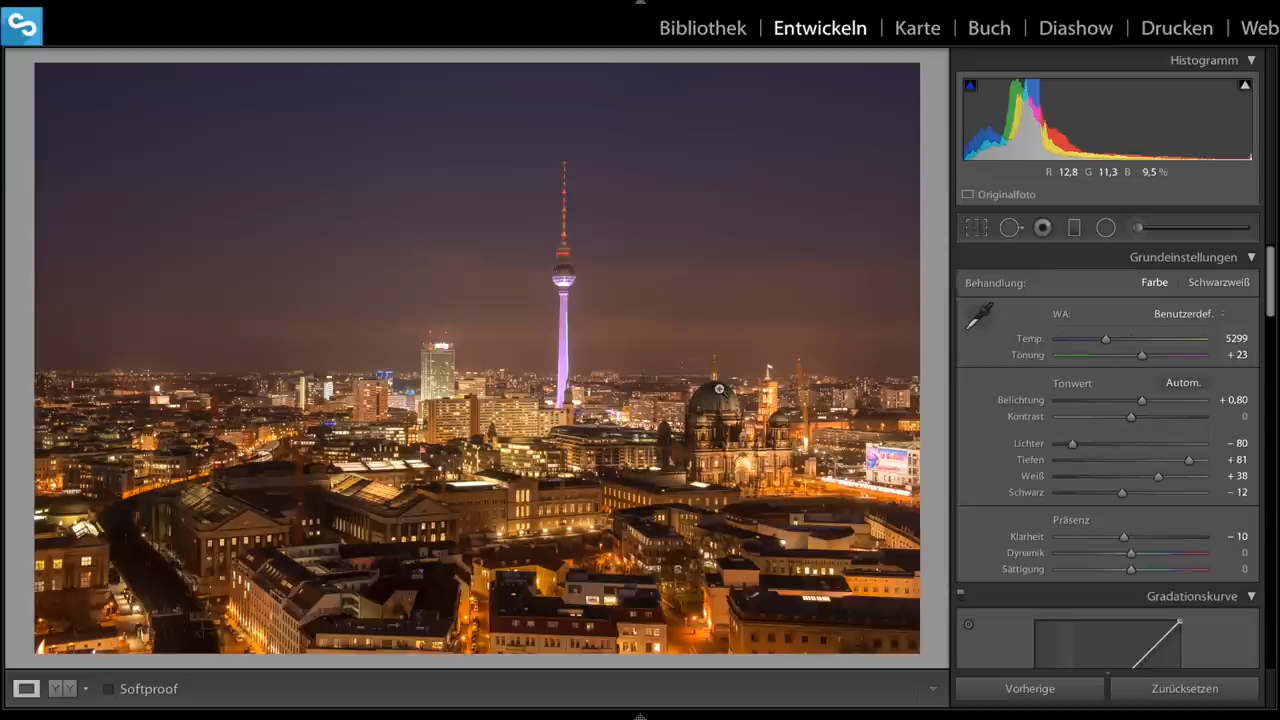 Bibliothek | Entwickeln | Karte | Buch | Diashow | Drucken | Web
Histogramm
R 12,8 G 11,3 B 9,5 %
Originalfoto
Grundeinstellungen
Behandlung: Farbe Schwarzweiß
WA: Benutzerdef.
Temp. 5299
Tönung + 23
Tonwert Autom.
Belichtung + 0,80
Kontrast 0
Lichter – 80
Tiefen + 81
Weiß + 38
Schwarz – 12
Präsenz
Klarheit – 10
Dynamik 0
Sättigung 0
Gradationskurve
YY Softproof
Vorherige Zurücksetzen